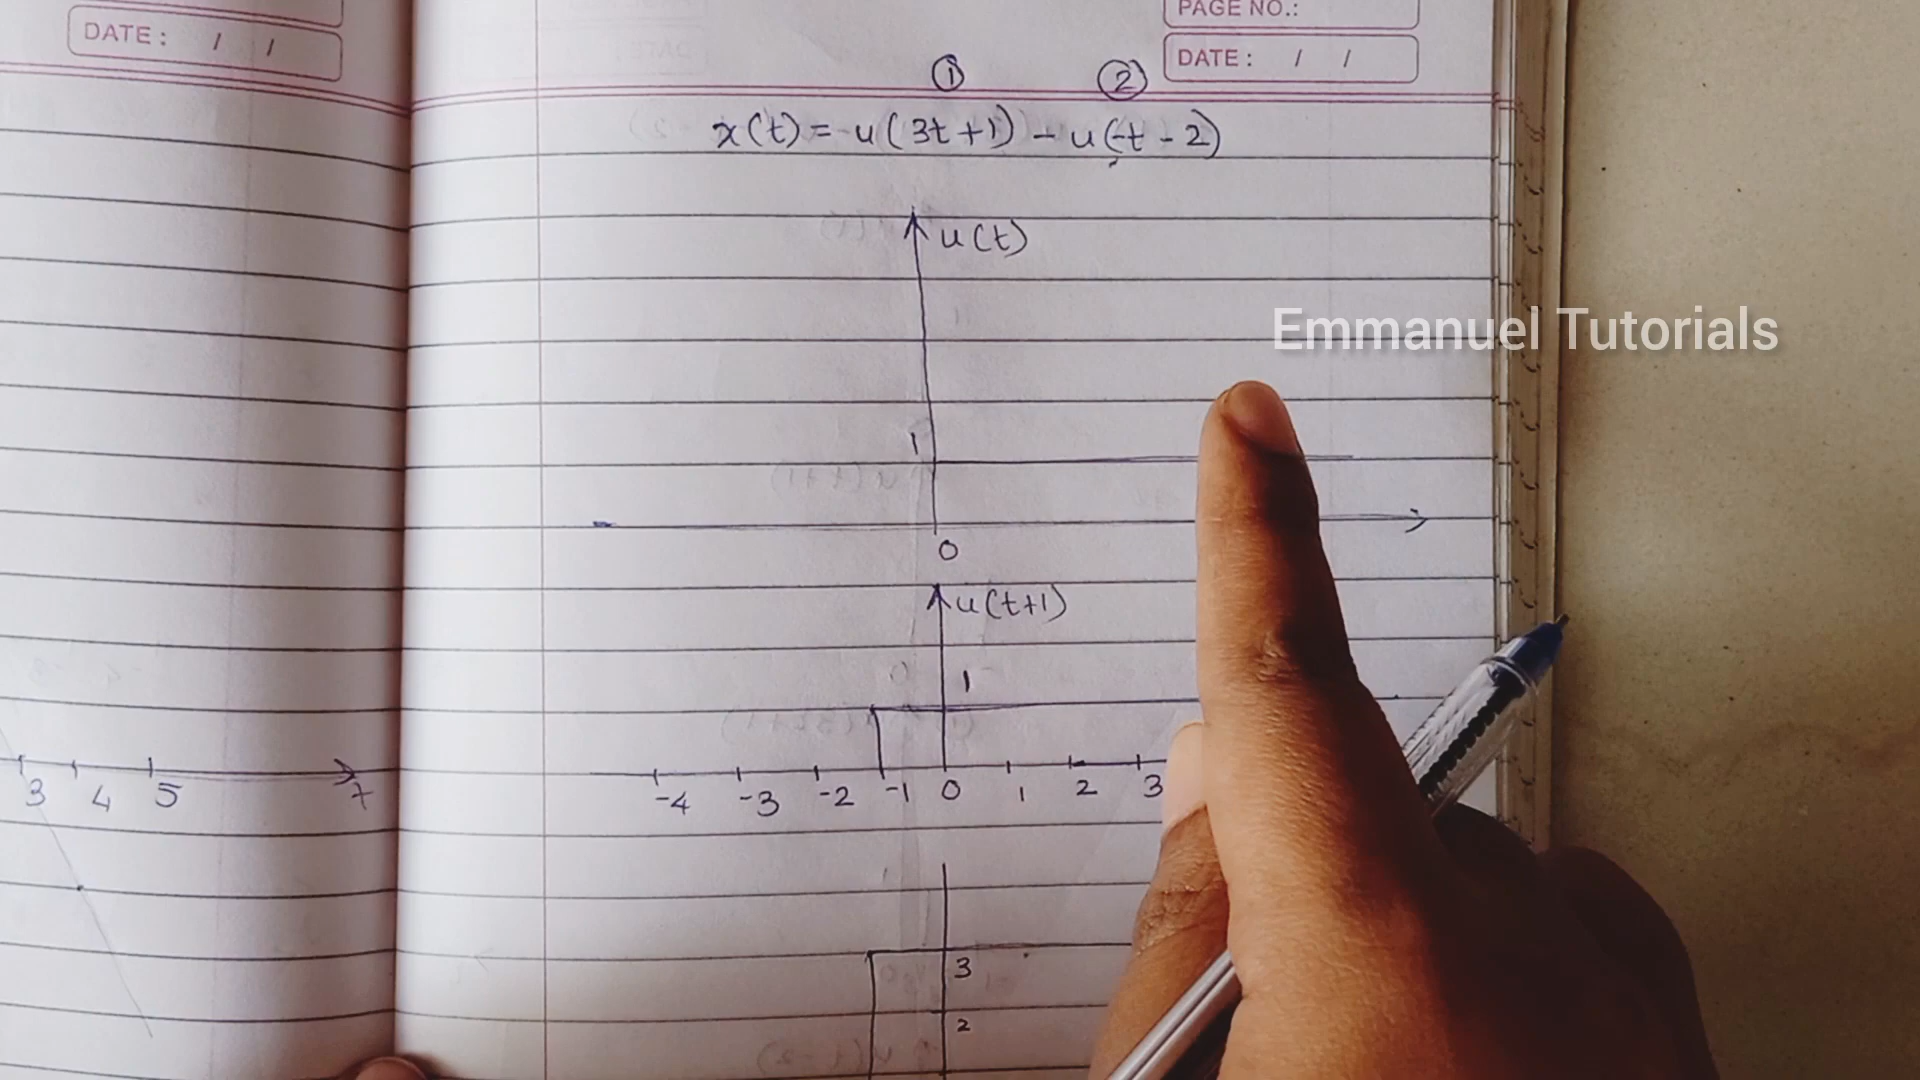 DATE: / /
PAGE NO.:
DATE: / /
① ②
x(t) = u(3t+1) - u(-t-2)
u(t)
Emmanuel Tutorials
1
0
u(t+1)
1
3 4 5 t
-4 -3 -2 -1 0 1 2 3
3
2